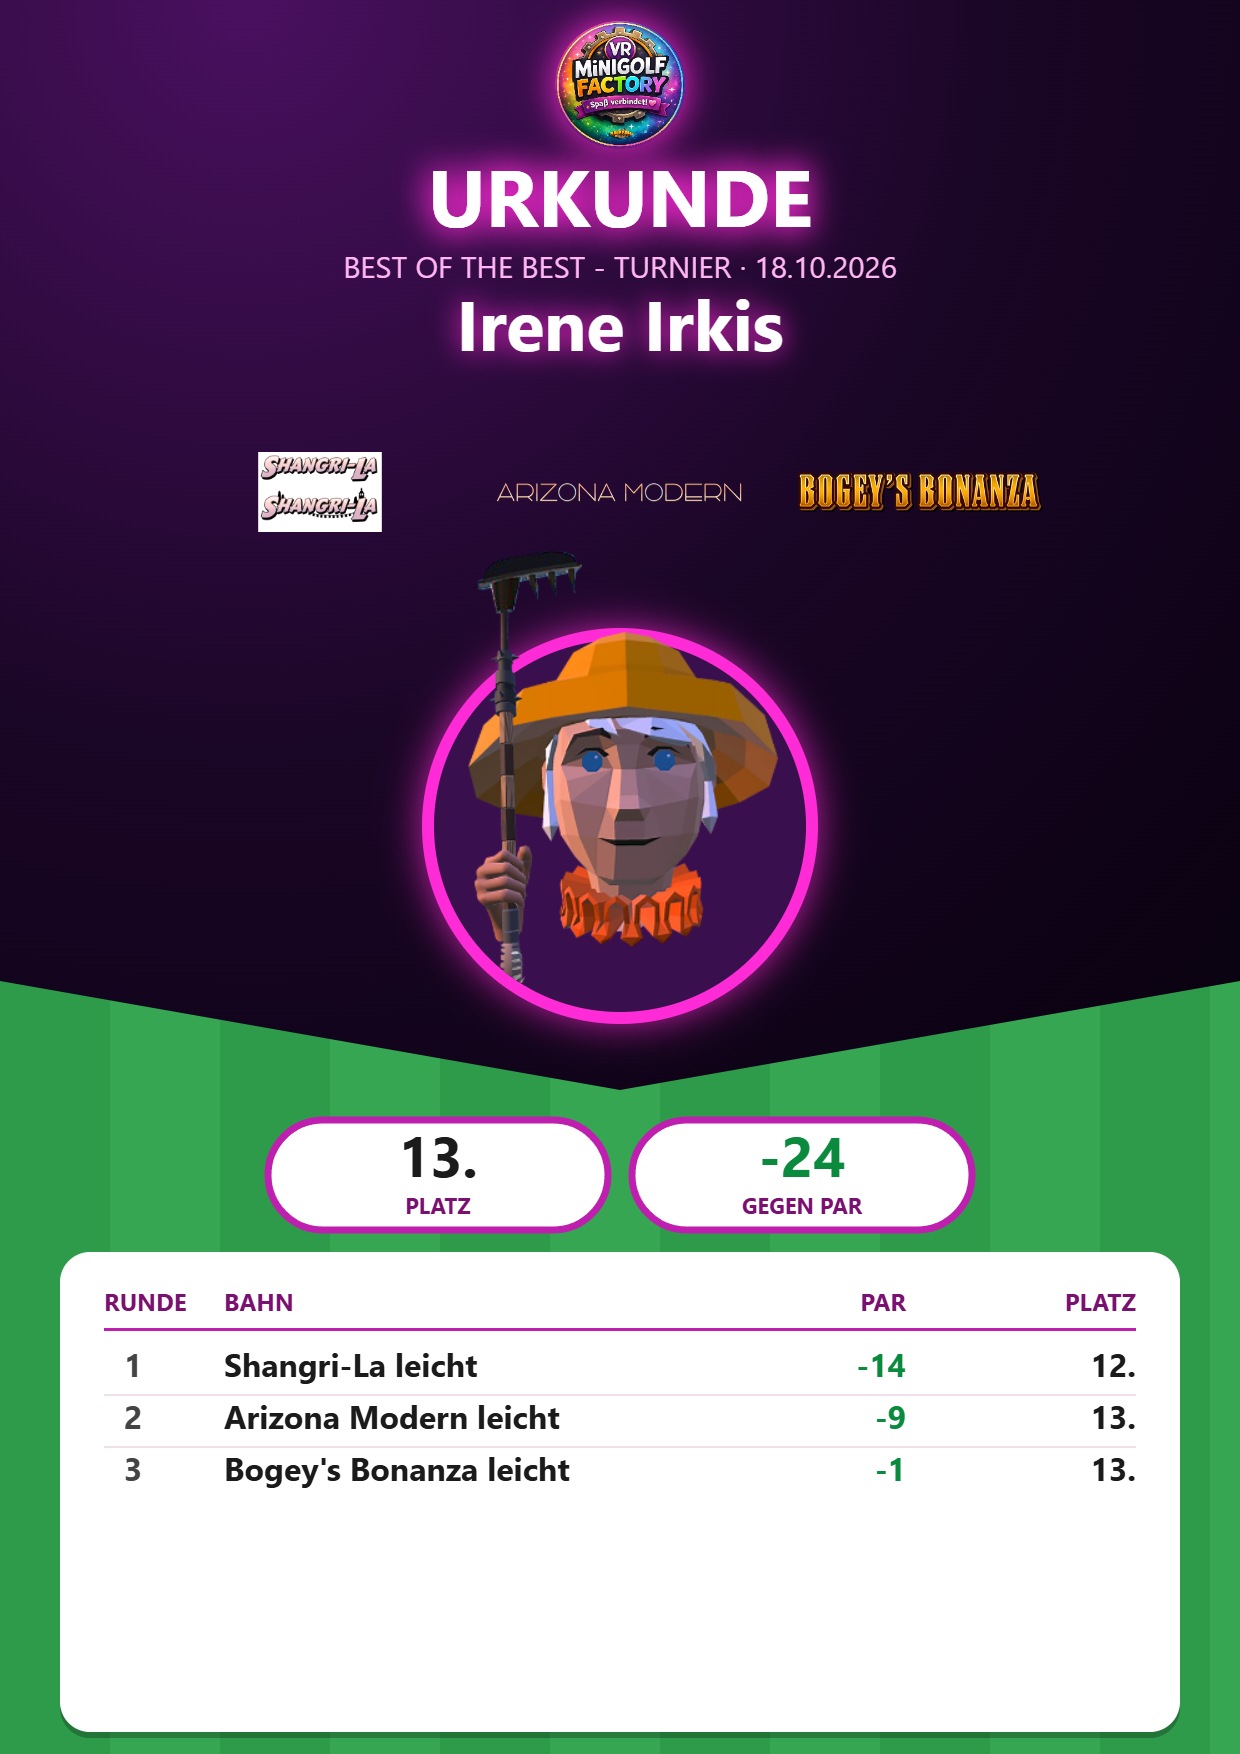 VR
MiNiGOLF
FACTORY
Spaß verbindet!
URKUNDE
BEST OF THE BEST - TURNIER · 18.10.2026
Irene Irkis
SHANGRI-LA
SHANGRI-LA
ARIZONA MODERN
BOGEY'S BONANZA
13.
PLATZ
-24
GEGEN PAR
RUNDE BAHN PAR PLATZ
1 Shangri-La leicht -14 12.
2 Arizona Modern leicht -9 13.
3 Bogey's Bonanza leicht -1 13.